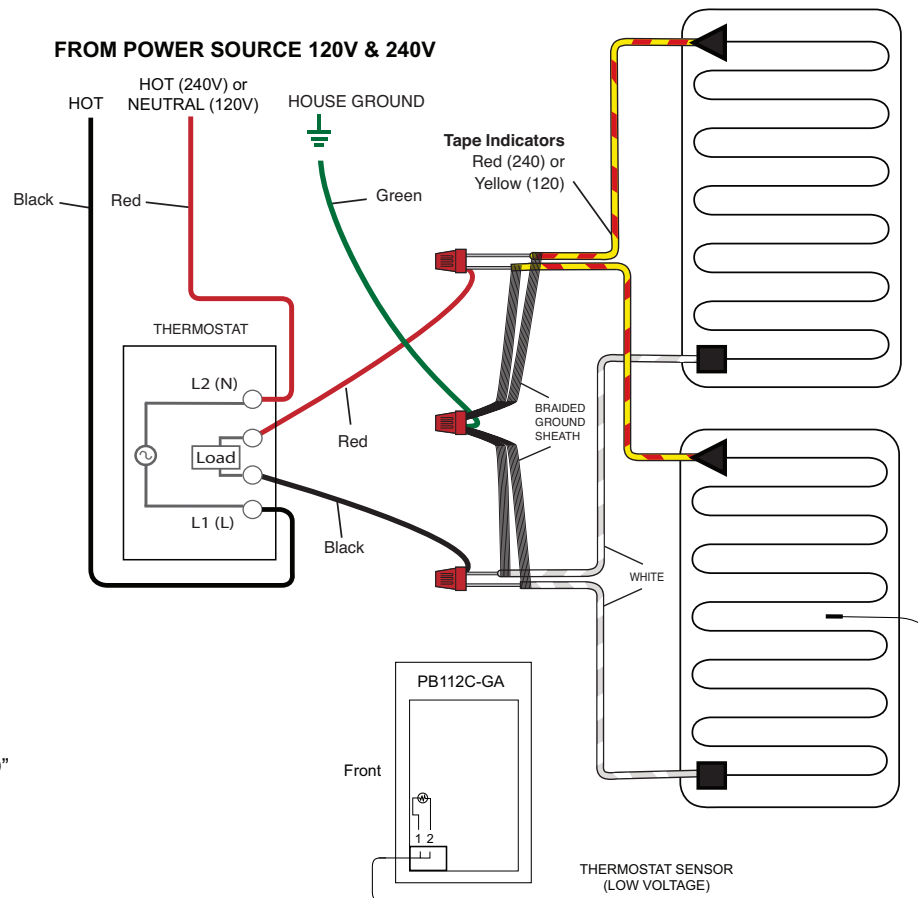 FROM POWER SOURCE 120V & 240V
HOT
HOT (240V) or
NEUTRAL (120V)
HOUSE GROUND
Tape Indicators
Red (240) or
Yellow (120)
Black
Red
Green
THERMOSTAT
L2 (N)
Load
L1 (L)
Red
BRAIDED
GROUND
SHEATH
Black
WHITE
PB112C-GA
Front
1 2
THERMOSTAT SENSOR
(LOW VOLTAGE)